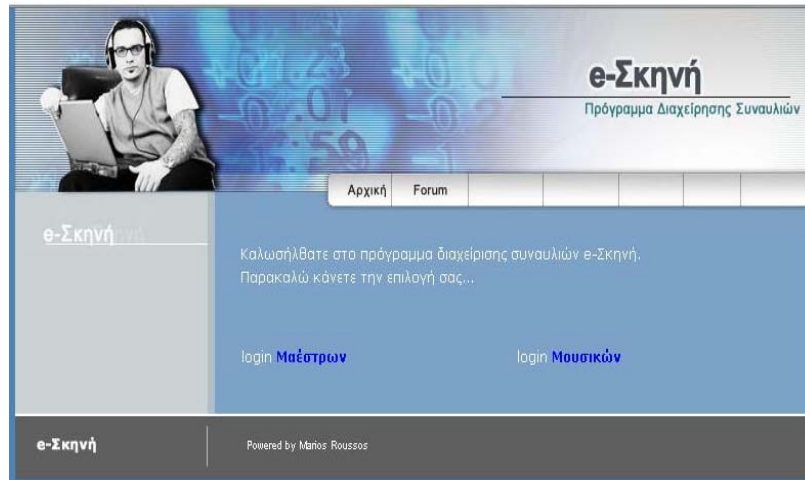 e-Σκηνή
Πρόγραμμα Διαχείρησης Συναυλιών
Αρχική Forum
e-Σκηνή
Καλωσήλθατε στο πρόγραμμα διαχείρισης συναυλιών e-Σκηνή.
Παρακαλώ κάνετε την επιλογή σας...
login Μαέστρων login Μουσικών
e-Σκηνή Powered by Marios Roussos